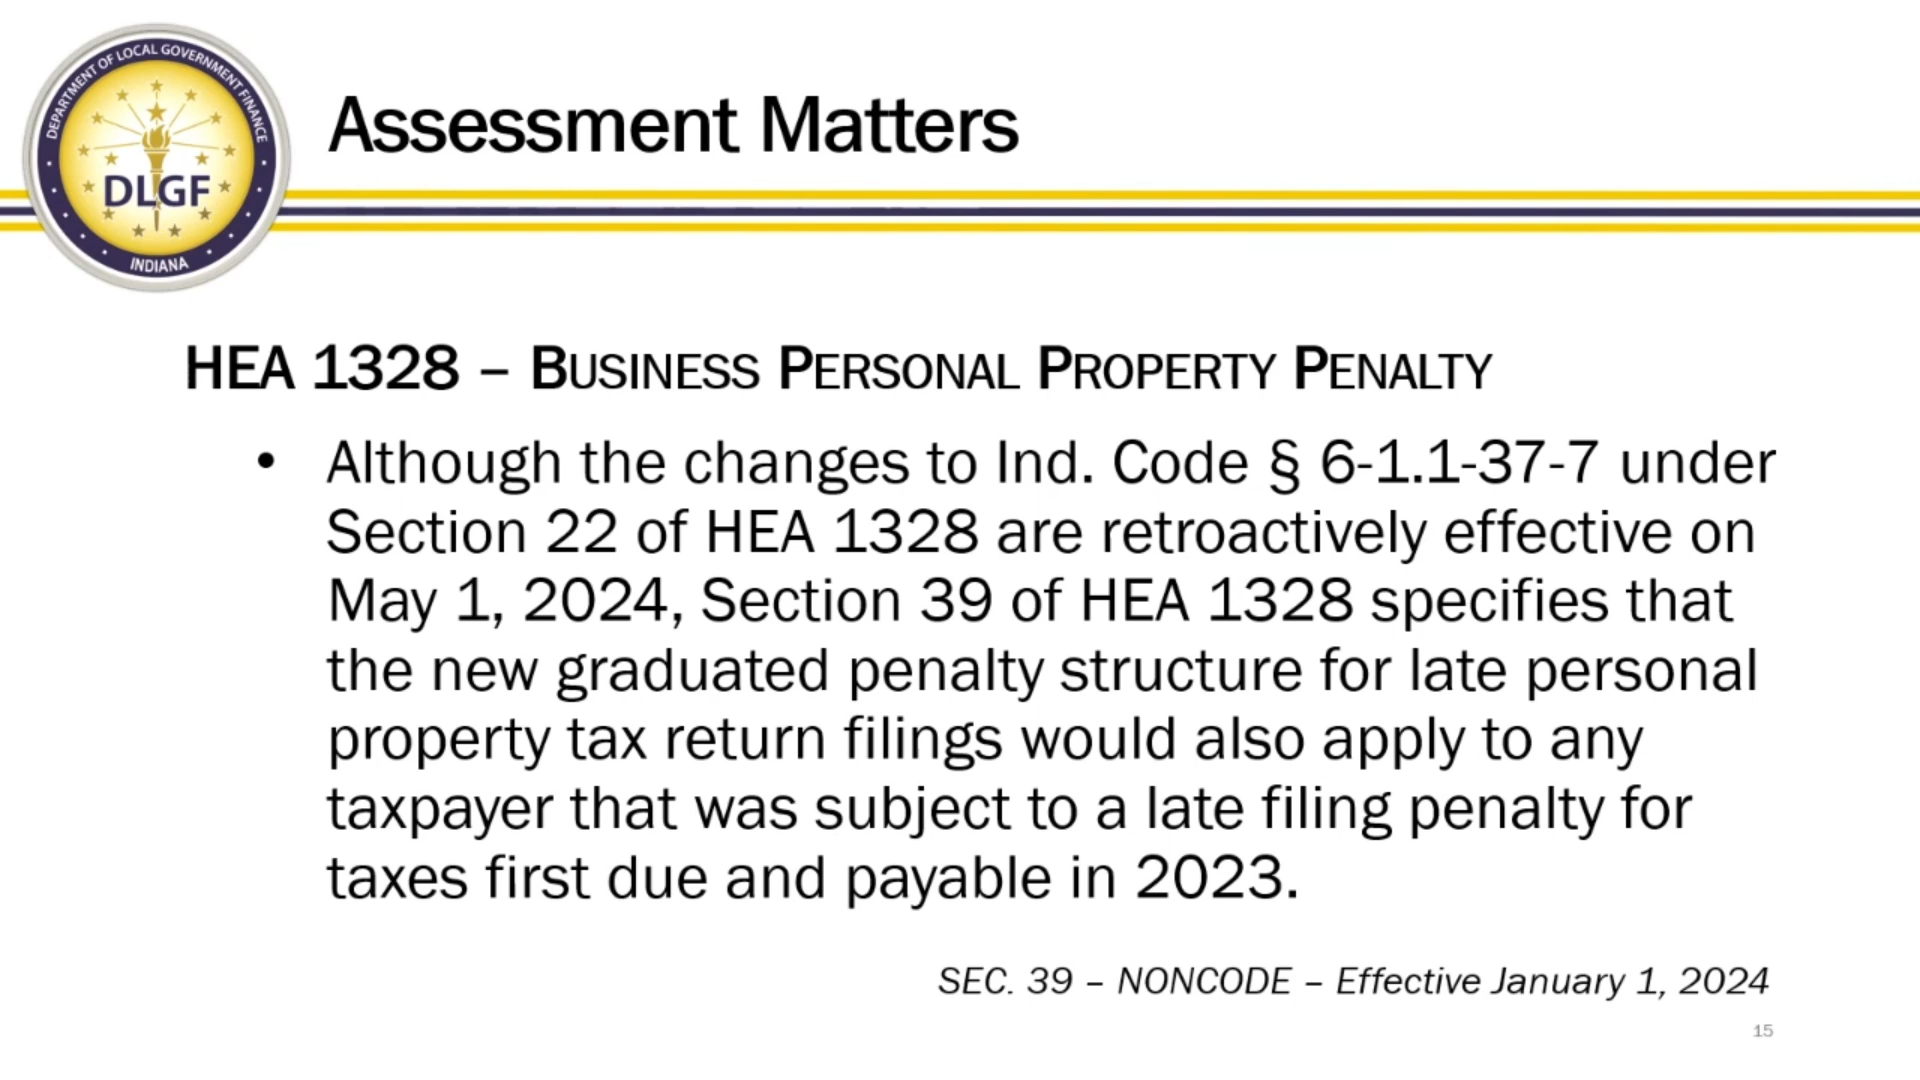 DEPARTMENT OF LOCAL GOVERNMENT FINANCE
DLGF
INDIANA
Assessment Matters
HEA 1328 – BUSINESS PERSONAL PROPERTY PENALTY
• Although the changes to Ind. Code § 6-1.1-37-7 under
Section 22 of HEA 1328 are retroactively effective on
May 1, 2024, Section 39 of HEA 1328 specifies that
the new graduated penalty structure for late personal
property tax return filings would also apply to any
taxpayer that was subject to a late filing penalty for
taxes first due and payable in 2023.
SEC. 39 – NONCODE – Effective January 1, 2024
15